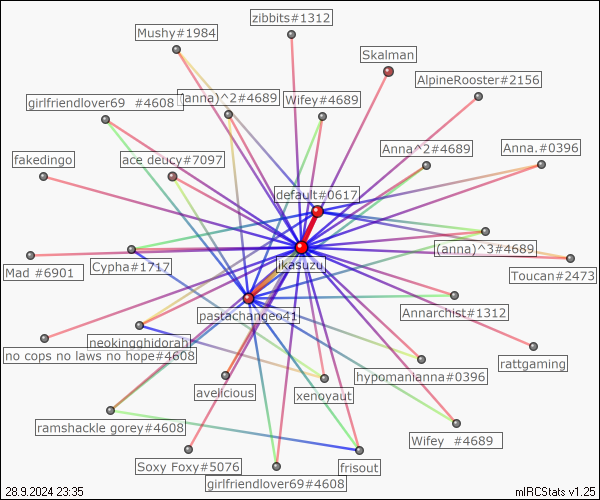 zibbits#1312
Mushy#1984
Skalman
AlpineRooster#2156
girlfriendlover69 #4608
(anna)^2#4689
Wifey#4689
Anna^2#4689
Anna.#0396
fakedingo
ace deucy#7097
default#0617
(anna)^3#4689
Mad #6901
Cypha#1717
ikasuzu
Toucan#2473
pastachangeo41
Annarchist#1312
neokingghidorah
no cops no laws no hope#4608
rattgaming
hypomanianna#0396
avelicious
xenoyaut
ramshackle gorey#4608
Wifey #4689
Soxy Foxy#5076
frisout
girlfriendlover69#4608
28.9.2024 23:35
mIRCStats v1.25